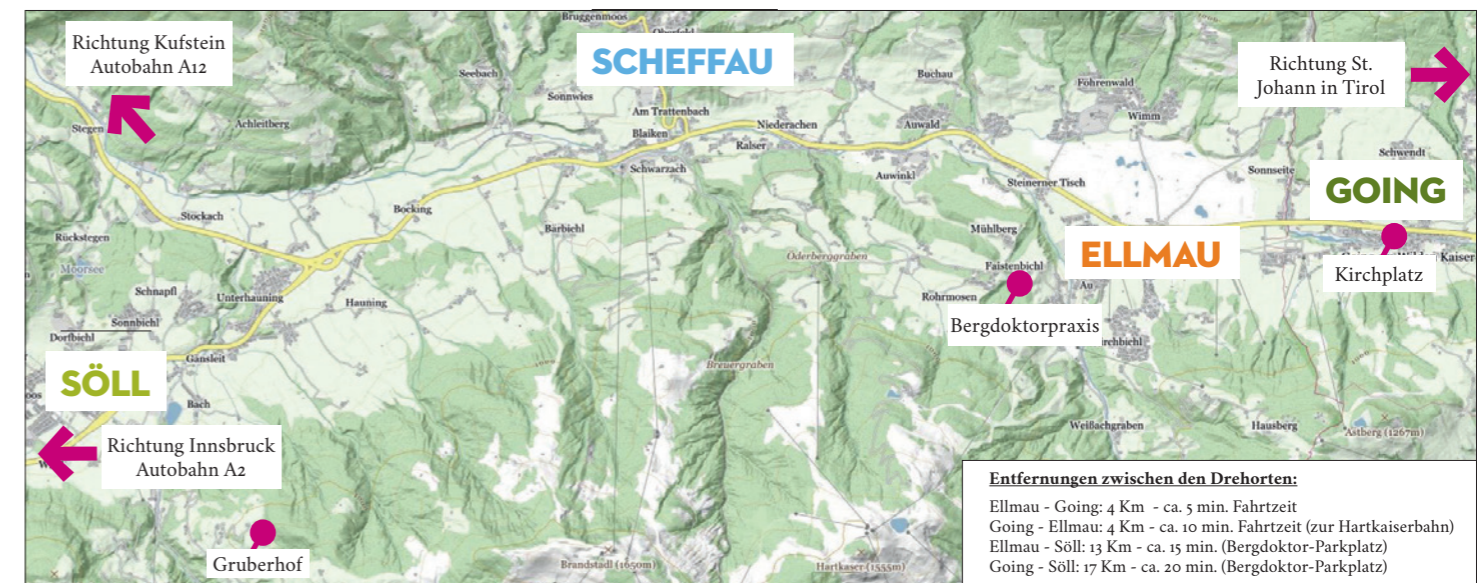 Bruggenmoos
Richtung Kufstein
Autobahn A12
SCHEFFAU
Richtung St.
Johann in Tirol
Seebach
Buchau
Föhrenwald
Sonnwies
Am Trattenbach
Wimm
Stegen
Achleitberg
Blaiken
Niederachen
Auwald
Ralser
Schwendt
Schwarzach
Auwinkl
Steinerner Tisch
Sonnseite
GOING
Bocking
Stockach
Bärbichl
Mühlberg
Rückstegen
Oderberggraben
ELLMAU
Kaiser
Moorsee
Faistenbichl
Kirchplatz
Au
Schnapfl
Unterhauning
Hauning
Rohrmosen
Sonnbichl
Bergdoktorpraxis
Dorfbichl
irchbichl
Gänsleit
Breuergraben
SÖLL
Bach
Weißachgraben
Hausberg
Astberg (1267m)
Richtung Innsbruck
Autobahn A2
Entfernungen zwischen den Drehorten:
Ellmau - Going: 4 Km - ca. 5 min. Fahrtzeit
Going - Ellmau: 4 Km - ca. 10 min. Fahrtzeit (zur Hartkaiserbahn)
Ellmau - Söll: 13 Km - ca. 15 min. (Bergdoktor-Parkplatz)
Going - Söll: 17 Km - ca. 20 min. (Bergdoktor-Parkplatz)
Gruberhof
Brandstadl (1650m)
Hartkaser (1555m)